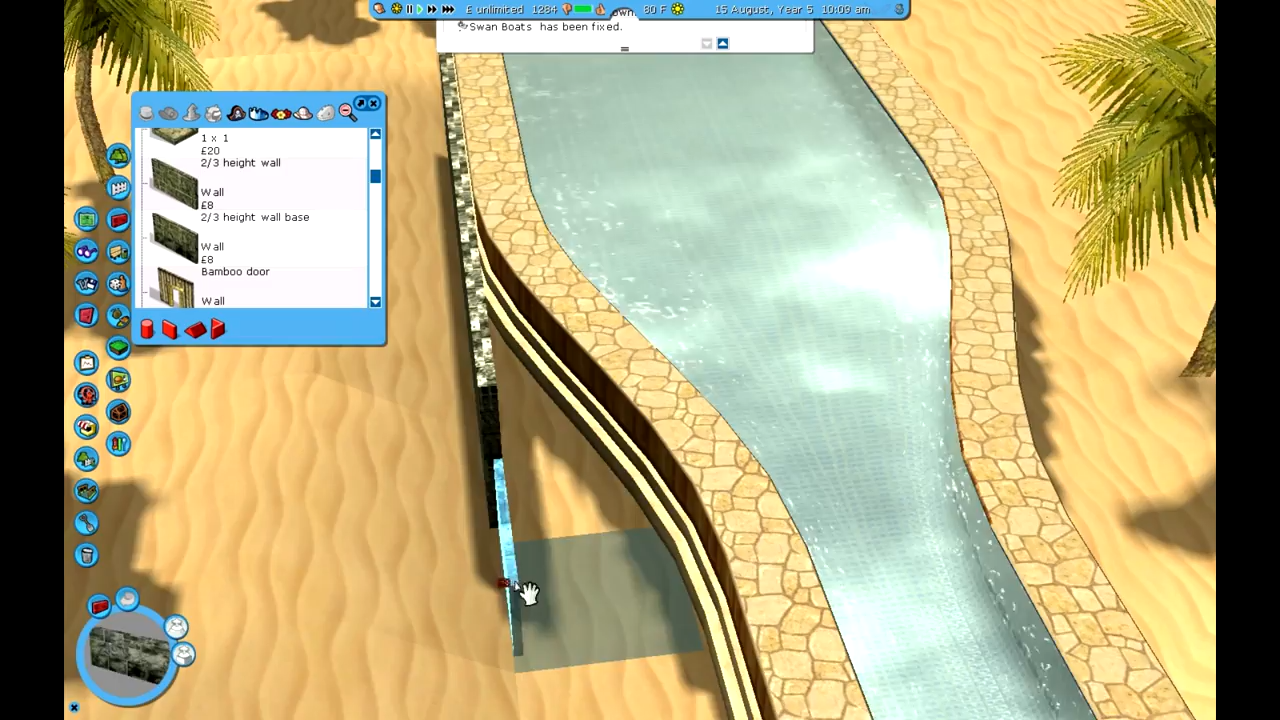 £ unlimited 1284 80 F 15 August, Year 5 10:09 am
Swan Boats has been fixed.
1 x 1
£20
2/3 height wall
Wall
£8
2/3 height wall base
Wall
£8
Bamboo door
Wall